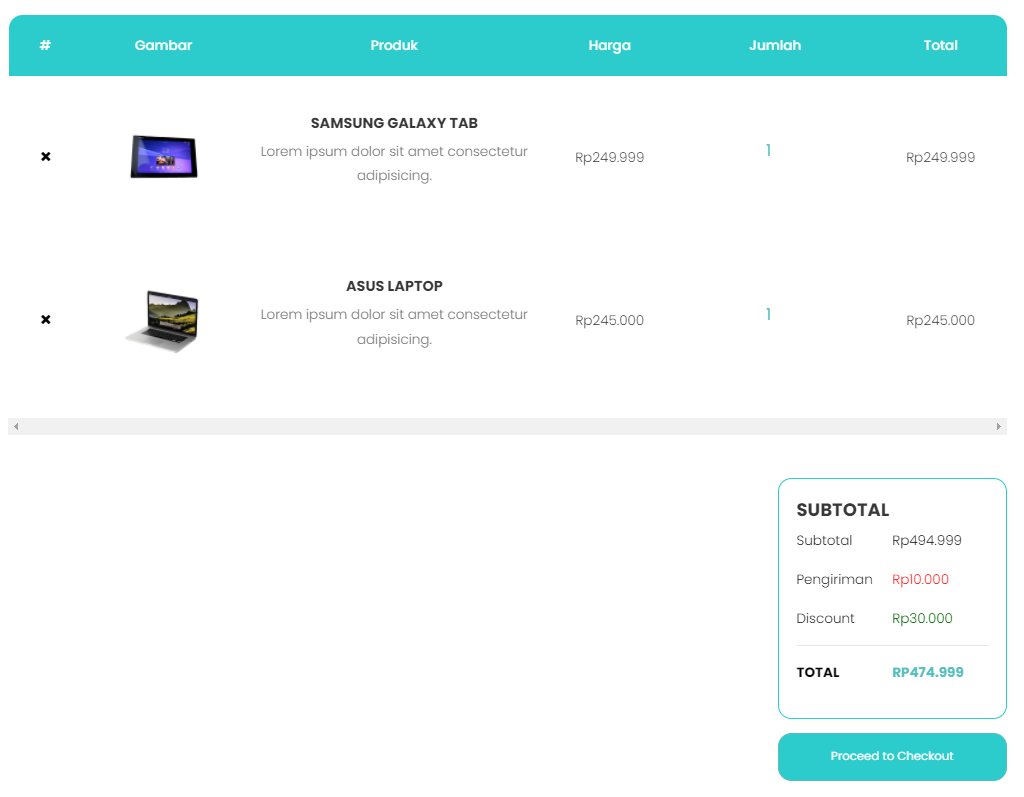 # Gambar Produk Harga Jumlah Total
SAMSUNG GALAXY TAB
Lorem ipsum dolor sit amet consectetur
adipisicing.
Rp249.999 1 Rp249.999
ASUS LAPTOP
Lorem ipsum dolor sit amet consectetur
adipisicing.
Rp245.000 1 Rp245.000
SUBTOTAL
Subtotal Rp494.999
Pengiriman Rp10.000
Discount Rp30.000
TOTAL RP474.999
Proceed to Checkout